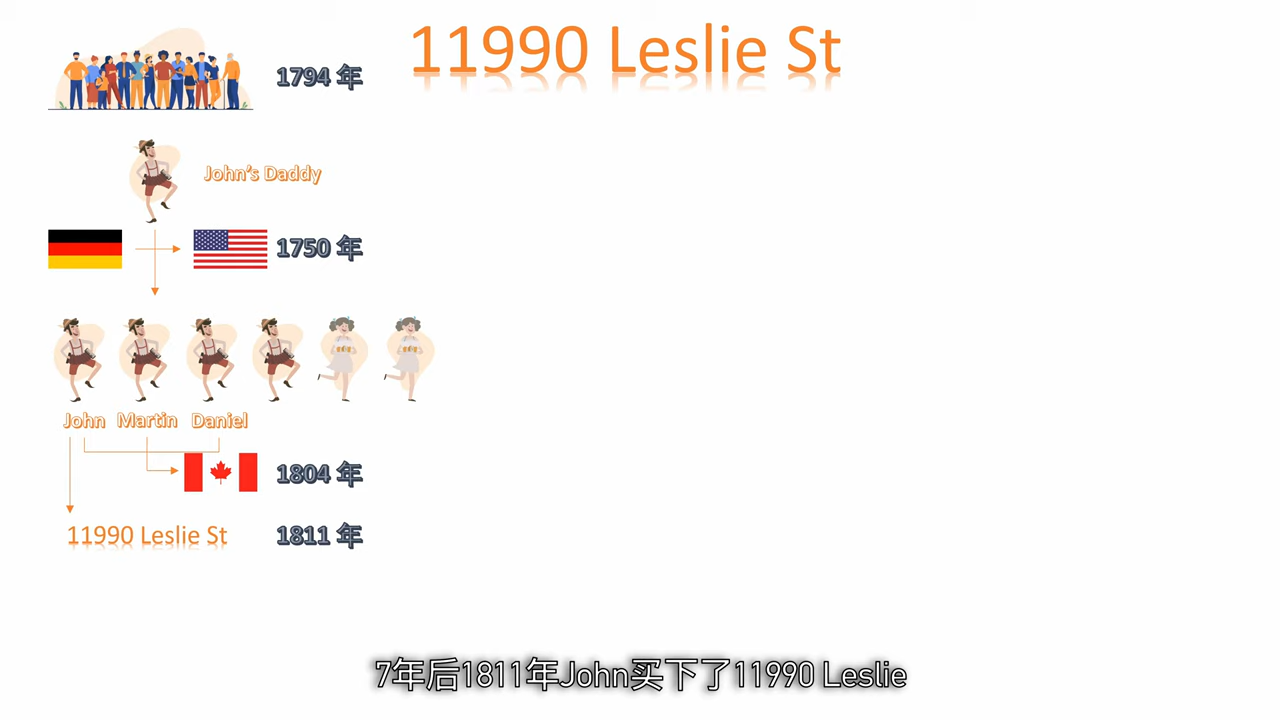 11990 Leslie St
1794 年
John's Daddy
1750 年
John Martin Daniel
1804 年
11990 Leslie St 1811 年
7年后1811年John买下了11990 Leslie